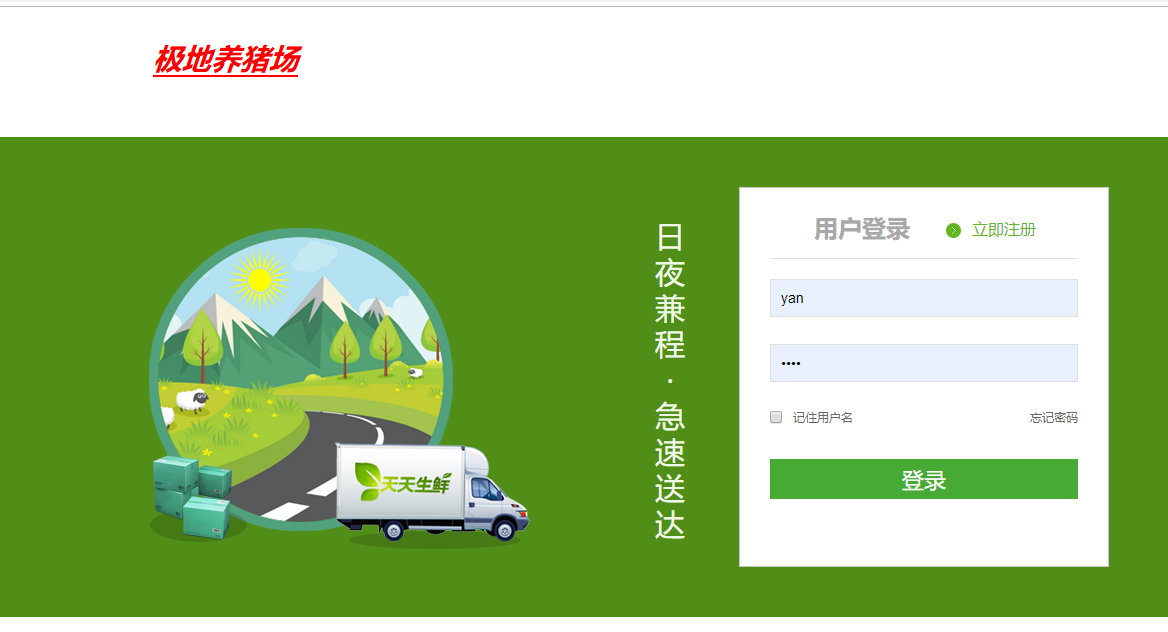 极地养猪场
日夜兼程·急速送达
天天生鲜
用户登录
立即注册
yan
••••
记住用户名
忘记密码
登录